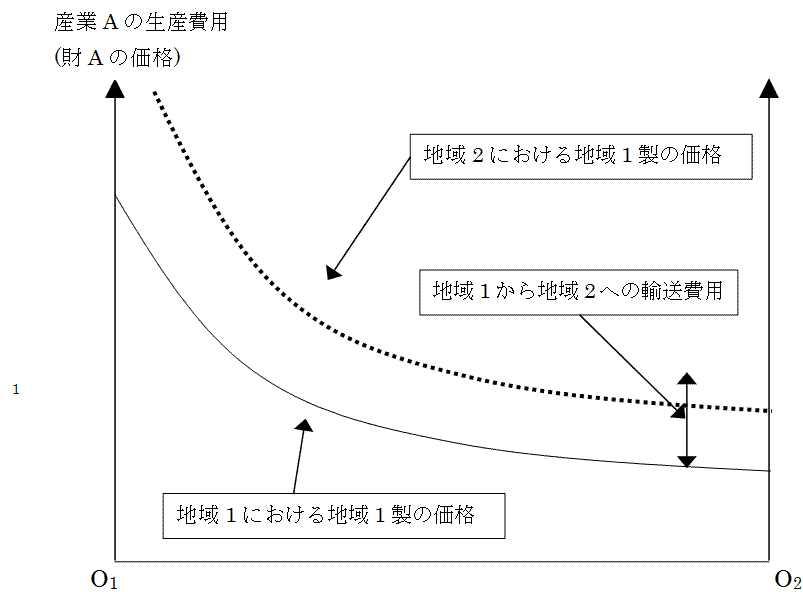 産業Aの生産費用
(財Aの価格)
地域2における地域1製の価格
地域1から地域2への輸送費用
1
地域1における地域1製の価格
O1
O2